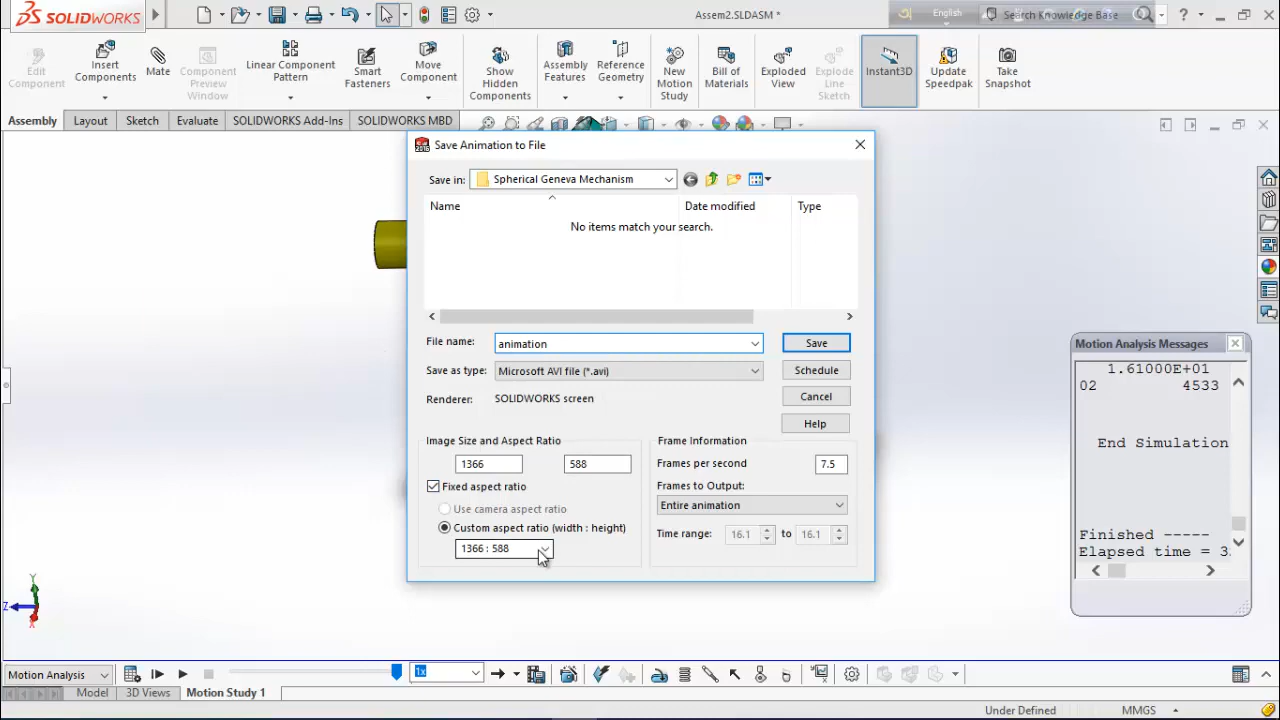 SOLIDWORKS
Assem2.SLDASM *
English
Search Knowledge Base
?
Edit Component
Insert Components
Mate
Component Preview Window
Linear Component Pattern
Smart Fasteners
Move Component
Show Hidden Components
Assembly Features
Reference Geometry
New Motion Study
Bill of Materials
Exploded View
Explode Line Sketch
Instant3D
Update Speedpak
Take Snapshot
Assembly
Layout
Sketch
Evaluate
SOLIDWORKS Add-Ins
SOLIDWORKS MBD
Save Animation to File
Save in:
Spherical Geneva Mechanism
Name
Date modified
Type
No items match your search.
File name:
animation
Save
Save as type:
Microsoft AVI file (*.avi)
Schedule
Renderer:
SOLIDWORKS screen
Cancel
Help
Image Size and Aspect Ratio
1366
588
Fixed aspect ratio
Use camera aspect ratio
Custom aspect ratio (width : height)
1366 : 588
Frame Information
Frames per second
7.5
Frames to Output:
Entire animation
Time range:
16.1
to
16.1
Motion Analysis Messages
1.61000E+01
02 4533
End Simulation
Finished -----
Elapsed time = 3
Y
Z
X
Motion Analysis
1x
Model
3D Views
Motion Study 1
Under Defined
MMGS